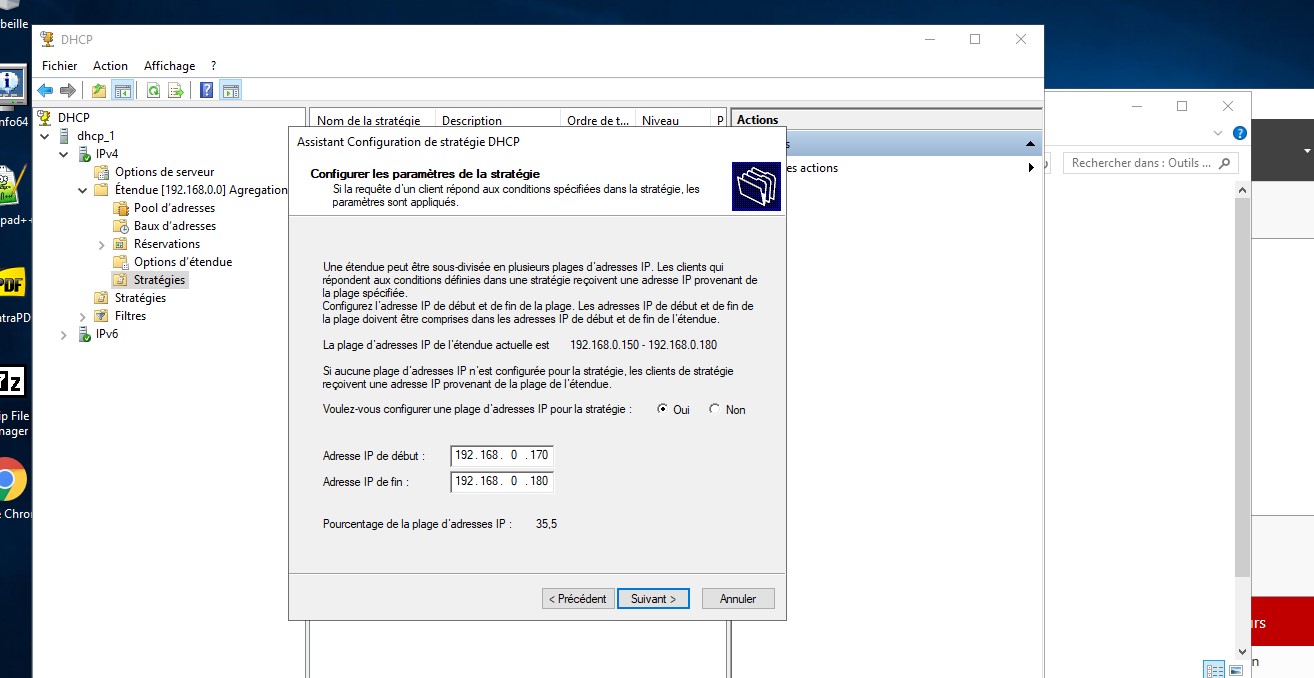 beille
DHCP
Fichier Action Affichage ?
nfo64
DHCP
dhcp_1
IPv4
Options de serveur
Étendue [192.168.0.0] Agregation
Pool d'adresses
Baux d'adresses
Réservations
Options d'étendue
Stratégies
Stratégies
Filtres
IPv6
pad++
PDF
traPD
7z
ip File
nager
Chro
Nom de la stratégie Description Ordre de t... Niveau P
Actions
s
es actions
Rechercher dans : Outils ...
Assistant Configuration de stratégie DHCP
Configurer les paramètres de la stratégie
Si la requête d'un client répond aux conditions spécifiées dans la stratégie, les
paramètres sont appliqués.
Une étendue peut être sous-divisée en plusieurs plages d'adresses IP. Les clients qui
répondent aux conditions définies dans une stratégie reçoivent une adresse IP provenant de
la plage spécifiée.
Configurez l'adresse IP de début et de fin de la plage. Les adresses IP de début et de fin de
la plage doivent être comprises dans les adresses IP de début et de fin de l'étendue.
La plage d'adresses IP de l'étendue actuelle est 192.168.0.150 - 192.168.0.180
Si aucune plage d'adresses IP n'est configurée pour la stratégie, les clients de stratégie
reçoivent une adresse IP provenant de la plage de l'étendue.
Voulez-vous configurer une plage d'adresses IP pour la stratégie : Oui Non
Adresse IP de début : 192 . 168 . 0 . 170
Adresse IP de fin : 192 . 168 . 0 . 180
Pourcentage de la plage d'adresses IP : 35,5
< Précédent Suivant > Annuler
rs
n